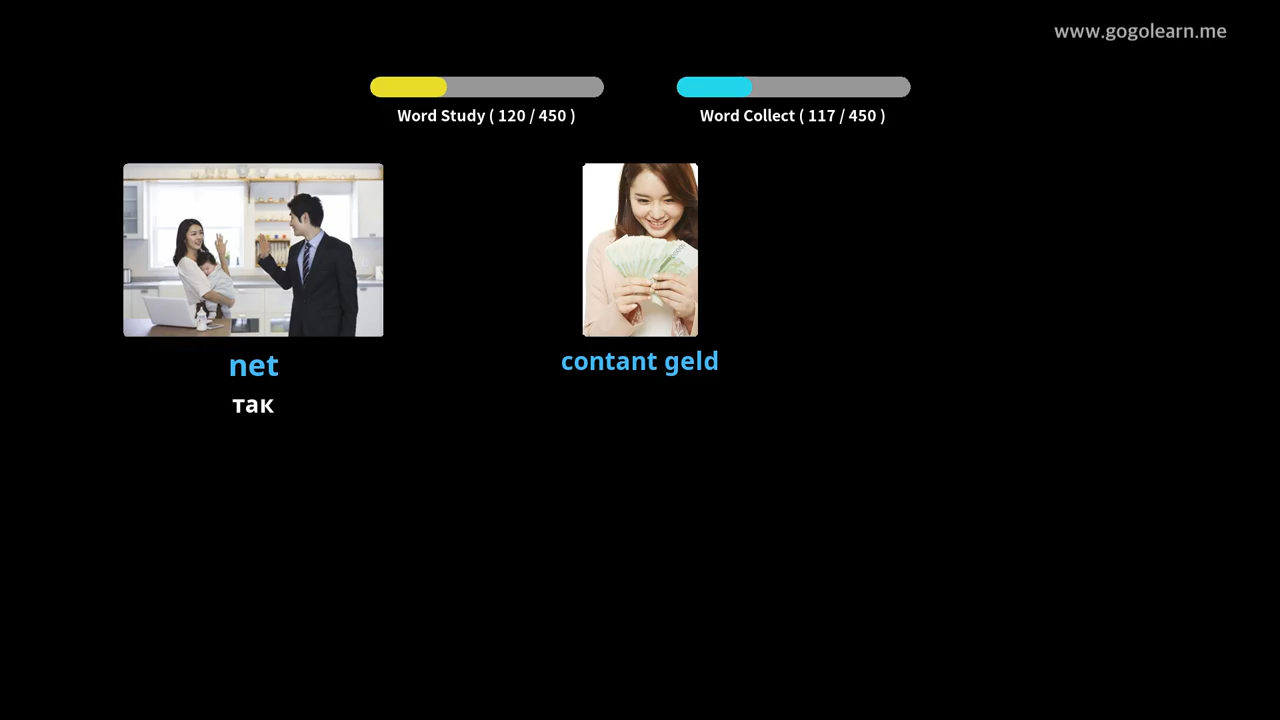 www.gogolearn.me
Word Study ( 120 / 450 )
Word Collect ( 117 / 450 )
net
так
contant geld